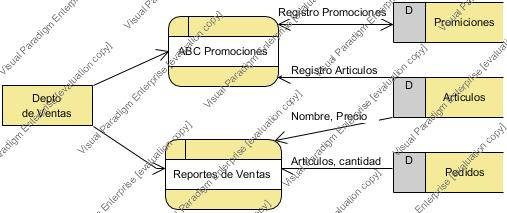 Registro Promociones
D
Promiciones
ABC Promociones
Registro Articulos
D
Articulos
Depto
de Ventas
Nombre, Precio
Reportes de Ventas
Articulos, cantidad
D
Pedidos
Visual Paradigm Enterprise [evaluation copy]